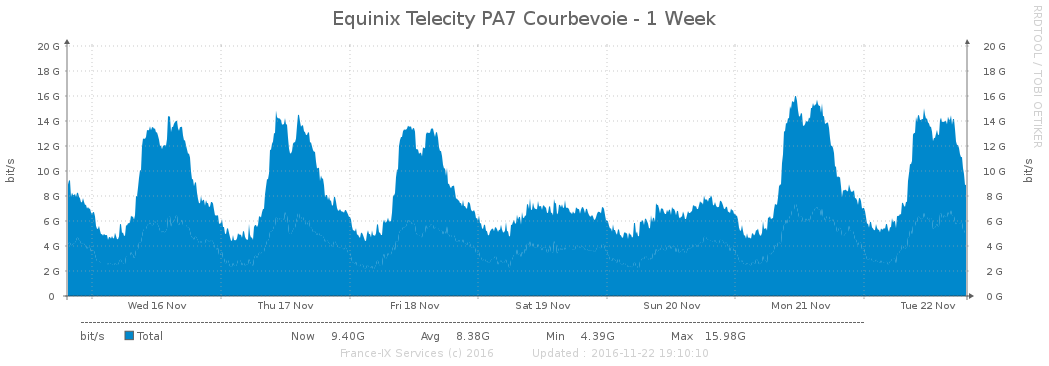 Equinix Telecity PA7 Courbevoie - 1 Week
RRDTOOL / TOBI OETIKER
bit/s
20 G 20 G
18 G 18 G
16 G 16 G
14 G 14 G
12 G 12 G
10 G 10 G
8 G 8 G
6 G 6 G
4 G 4 G
2 G 2 G
0 0 G
bit/s
Wed 16 Nov Thu 17 Nov Fri 18 Nov Sat 19 Nov Sun 20 Nov Mon 21 Nov Tue 22 Nov
bit/s Total Now 9.40G Avg 8.38G Min 4.39G Max 15.98G
France-IX Services (c) 2016 Updated : 2016-11-22 19:10:10